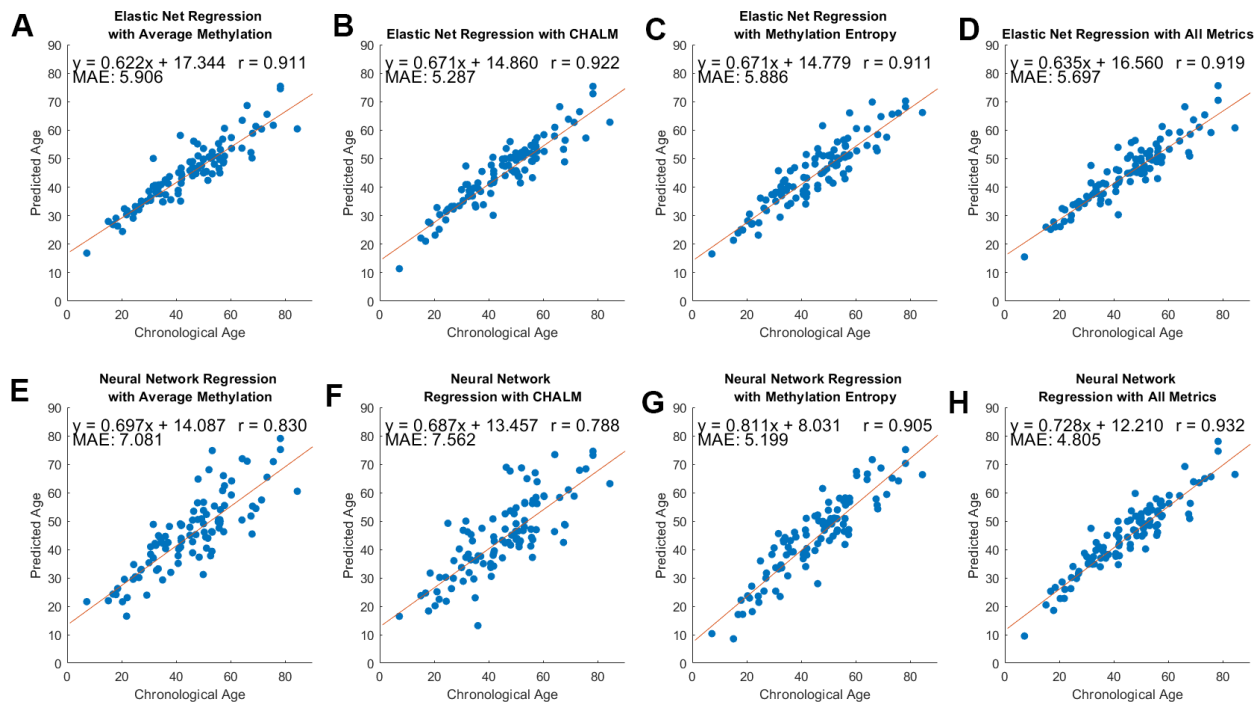 A
Elastic Net Regression
with Average Methylation
y = 0.622x + 17.344 r = 0.911
MAE: 5.906
Predicted Age
90
80
70
60
50
40
30
20
10
0
0 20 40 60 80
Chronological Age
B
Elastic Net Regression with CHALM
y = 0.671x + 14.860 r = 0.922
MAE: 5.287
Predicted Age
90
80
70
60
50
40
30
20
10
0
0 20 40 60 80
Chronological Age
C
Elastic Net Regression
with Methylation Entropy
y = 0.671x + 14.779 r = 0.911
MAE: 5.886
Predicted Age
90
80
70
60
50
40
30
20
10
0
0 20 40 60 80
Chronological Age
D
Elastic Net Regression with All Metrics
y = 0.635x + 16.560 r = 0.919
MAE: 5.697
Predicted Age
90
80
70
60
50
40
30
20
10
0
0 20 40 60 80
Chronological Age
E
Neural Network Regression
with Average Methylation
y = 0.697x + 14.087 r = 0.830
MAE: 7.081
Predicted Age
90
80
70
60
50
40
30
20
10
0
0 20 40 60 80
Chronological Age
F
Neural Network
Regression with CHALM
y = 0.687x + 13.457 r = 0.788
MAE: 7.562
Predicted Age
90
80
70
60
50
40
30
20
10
0
0 20 40 60 80
Chronological Age
G
Neural Network Regression
with Methylation Entropy
y = 0.811x + 8.031 r = 0.905
MAE: 5.199
Predicted Age
90
80
70
60
50
40
30
20
10
0
0 20 40 60 80
Chronological Age
H
Neural Network
Regression with All Metrics
y = 0.728x + 12.210 r = 0.932
MAE: 4.805
Predicted Age
90
80
70
60
50
40
30
20
10
0
0 20 40 60 80
Chronological Age